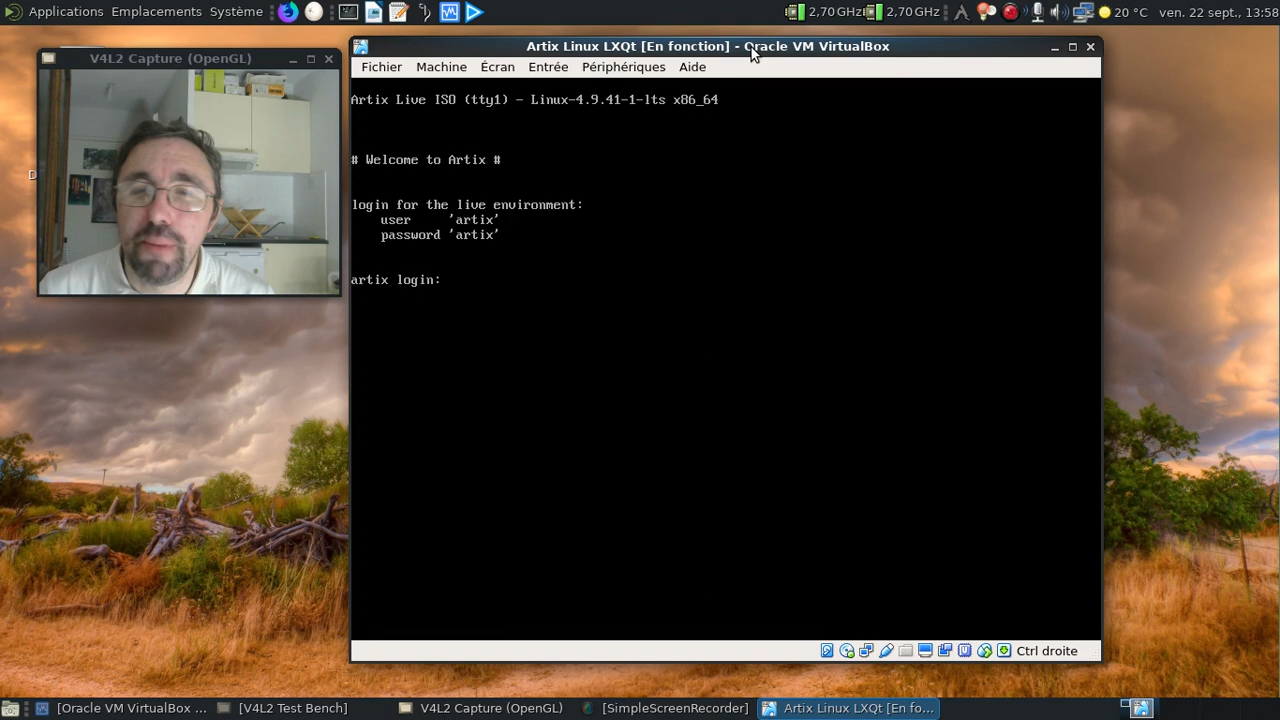 Applications Emplacements Système
2,70 GHz 2,70 GHz 20 °C ven. 22 sept., 13:58
V4L2 Capture (OpenGL)
D
Artix Linux LXQt [En fonction] - Oracle VM VirtualBox
Fichier Machine Écran Entrée Périphériques Aide
Artix Live ISO (tty1) - Linux-4.9.41-1-lts x86_64
# Welcome to Artix #
login for the live environment:
user 'artix'
password 'artix'
artix login:
Ctrl droite
[Oracle VM VirtualBox ... [V4L2 Test Bench] V4L2 Capture (OpenGL) [SimpleScreenRecorder] Artix Linux LXQt [En fo...